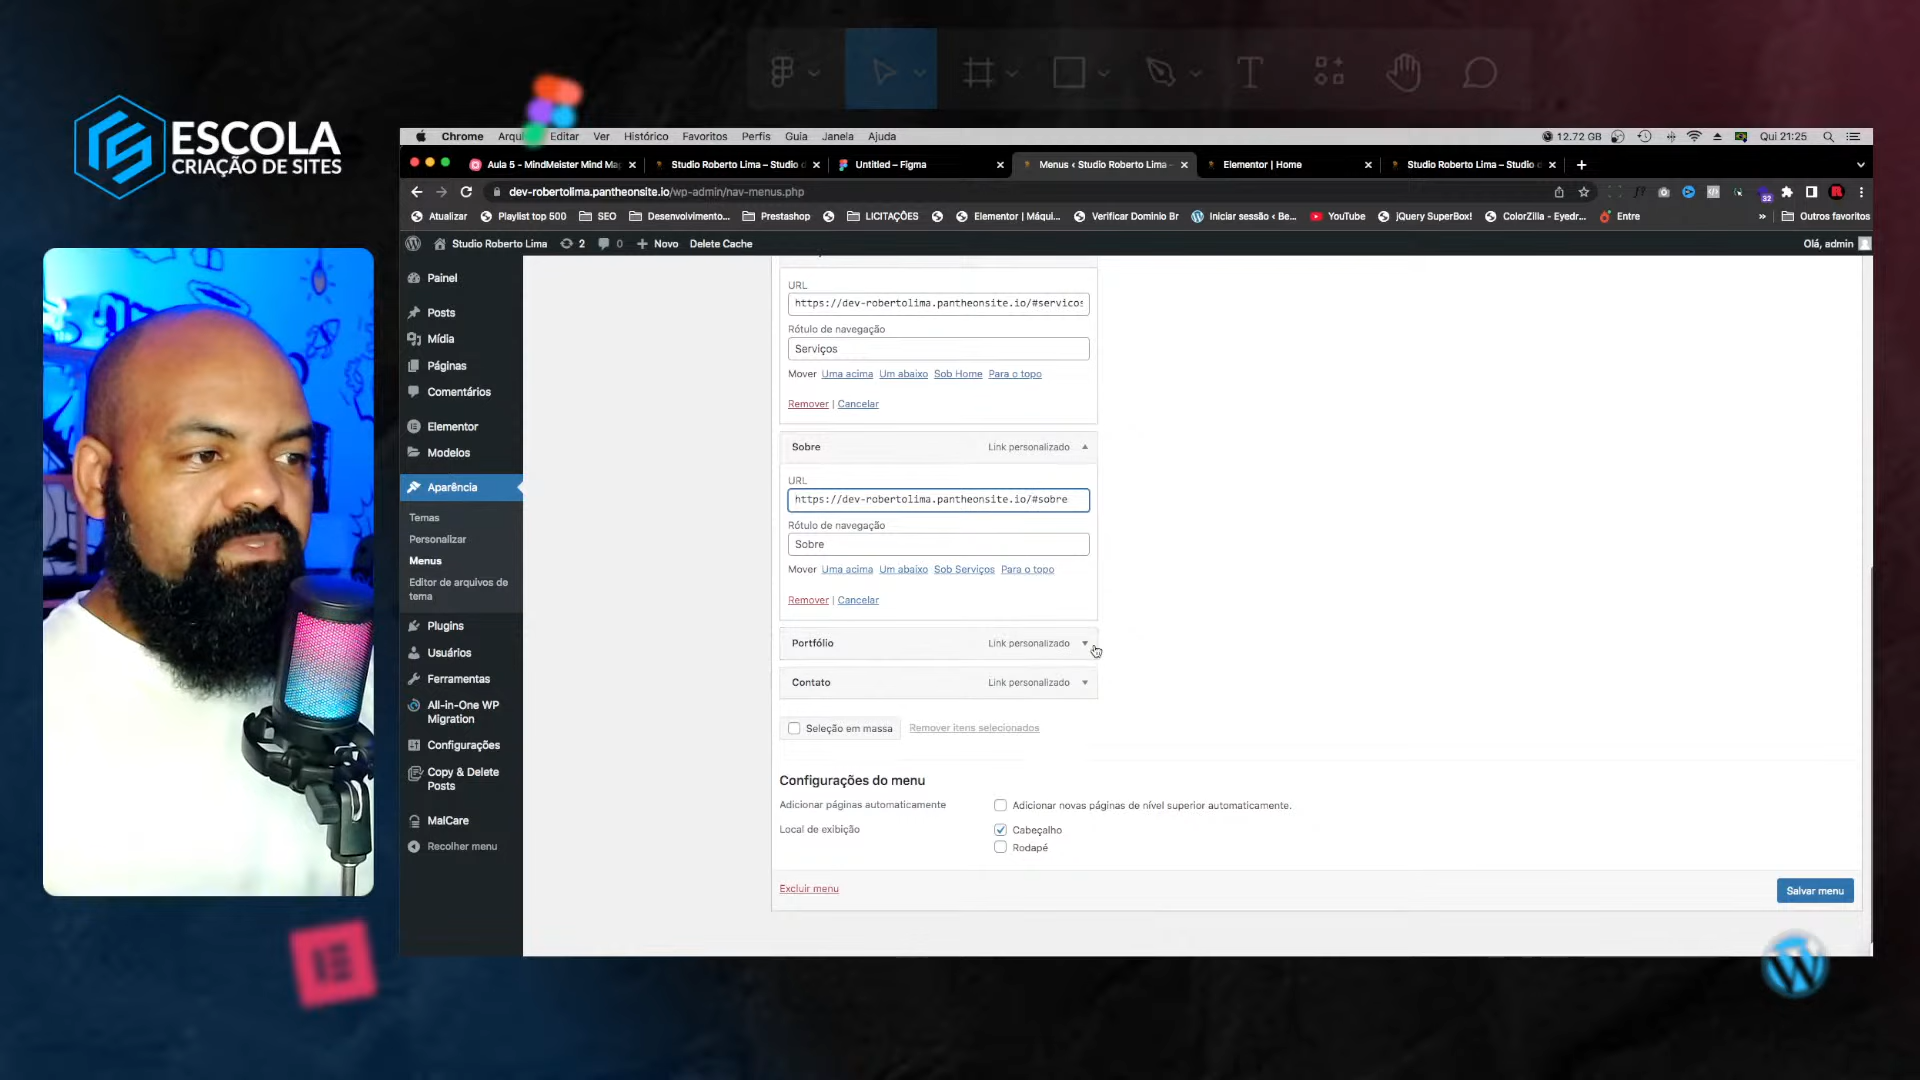 ESCOLA
CRIAÇÃO DE SITES
Chrome Arqui Editar Ver Histórico Favoritos Perfis Guia Janela Ajuda
12.72 GB Qui 21:25
Aula 5 - MindMeister Mind Ma
Studio Roberto Lima – Studio d
Untitled – Figma
Menus ‹ Studio Roberto Lima –
Elementor | Home
Studio Roberto Lima – Studio d
dev-robertolima.pantheonsite.io/wp-admin/nav-menus.php
32
Atualizar Playlist top 500 SEO Desenvolvimento... Prestashop LICITAÇÕES Elementor | Máqui... Verificar Dominio Br Iniciar sessão ‹ Be... YouTube jQuery SuperBox! ColorZilla - Eyedr... Entre » Outros favoritos
Studio Roberto Lima 2 0 Novo Delete Cache Olá, admin
Painel
Posts
Mídia
Páginas
Comentários
Elementor
Modelos
Aparência
Temas
Personalizar
Menus
Editor de arquivos de
tema
Plugins
Usuários
Ferramentas
All-in-One WP
Migration
Configurações
Copy & Delete
Posts
MalCare
Recolher menu
URL
https://dev-robertolima.pantheonsite.io/#servicos
Rótulo de navegação
Serviços
Mover Uma acima Um abaixo Sob Home Para o topo
Remover | Cancelar
Sobre Link personalizado
URL
https://dev-robertolima.pantheonsite.io/#sobre
Rótulo de navegação
Sobre
Mover Uma acima Um abaixo Sob Serviços Para o topo
Remover | Cancelar
Portfólio Link personalizado
Contato Link personalizado
Seleção em massa Remover itens selecionados
Configurações do menu
Adicionar páginas automaticamente Adicionar novas páginas de nível superior automaticamente.
Local de exibição Cabeçalho
Rodapé
Excluir menu Salvar menu